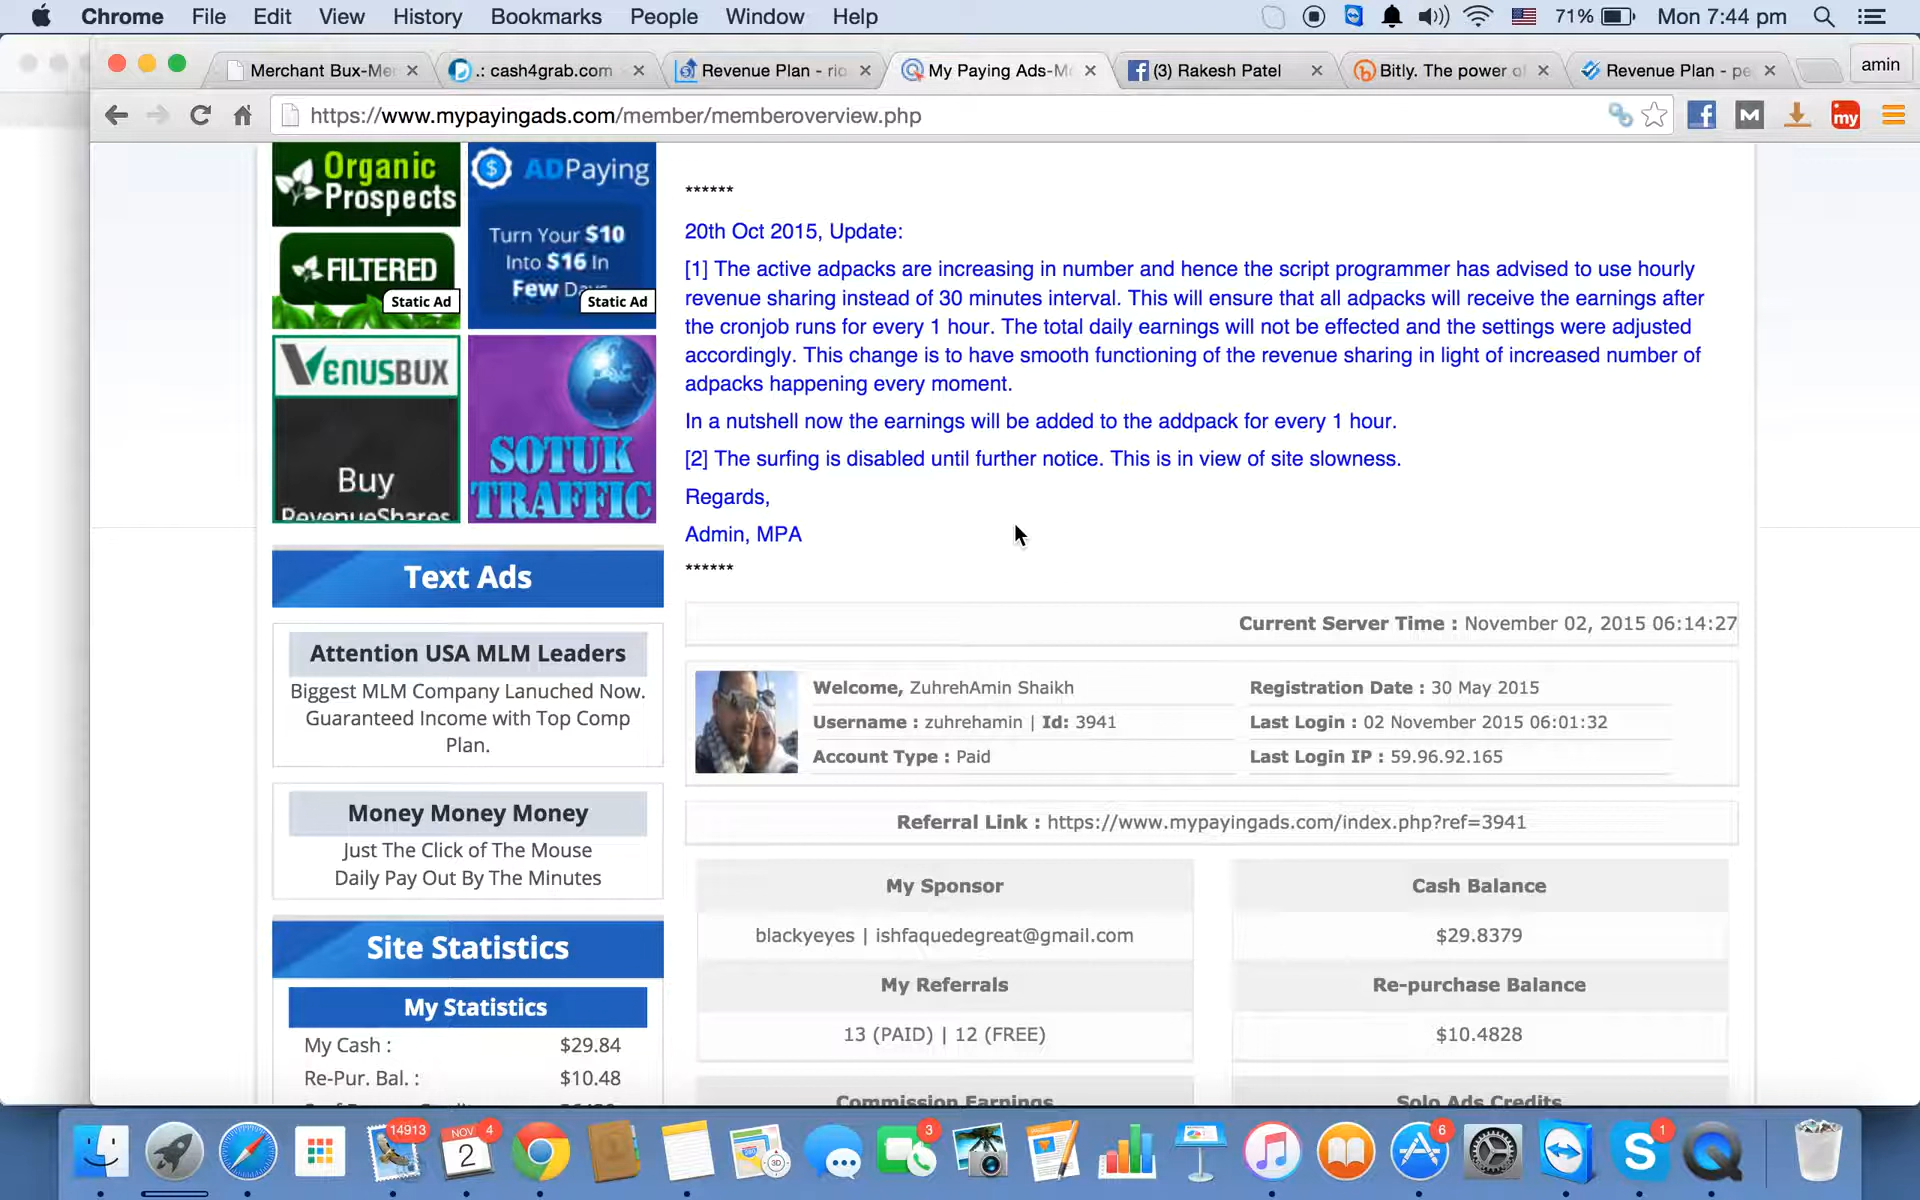 Chrome File Edit View History Bookmarks People Window Help 71% Mon 7:44 pm
Merchant Bux-Me .: cash4grab.com Revenue Plan - ric My Paying Ads-M (3) Rakesh Patel Bitly. The power of Revenue Plan - pe amin
https://www.mypayingads.com/member/memberoverview.php
Organic
Prospects
FILTERED
Static Ad
ADPaying
Turn Your $10
Into $16 In
Few Days
Static Ad
VENUSBUX
Buy
RevenueShares
SOTUK
TRAFFIC
Text Ads
Attention USA MLM Leaders
Biggest MLM Company Lanuched Now.
Guaranteed Income with Top Comp
Plan.
Money Money Money
Just The Click of The Mouse
Daily Pay Out By The Minutes
Site Statistics
My Statistics
My Cash : $29.84
Re-Pur. Bal. : $10.48
******
20th Oct 2015, Update:
[1] The active adpacks are increasing in number and hence the script programmer has advised to use hourly
revenue sharing instead of 30 minutes interval. This will ensure that all adpacks will receive the earnings after
the cronjob runs for every 1 hour. The total daily earnings will not be effected and the settings were adjusted
accordingly. This change is to have smooth functioning of the revenue sharing in light of increased number of
adpacks happening every moment.
In a nutshell now the earnings will be added to the addpack for every 1 hour.
[2] The surfing is disabled until further notice. This is in view of site slowness.
Regards,
Admin, MPA
******
Current Server Time : November 02, 2015 06:14:27
Welcome, ZuhrehAmin Shaikh
Username : zuhrehamin | Id: 3941
Account Type : Paid
Registration Date : 30 May 2015
Last Login : 02 November 2015 06:01:32
Last Login IP : 59.96.92.165
Referral Link : https://www.mypayingads.com/index.php?ref=3941
My Sponsor
blackyeyes | ishfaquedegreat@gmail.com
My Referrals
13 (PAID) | 12 (FREE)
Commission Earnings
Cash Balance
$29.8379
Re-purchase Balance
$10.4828
Solo Ads Credits
14913
NOV 4
2
3D
3
6
1